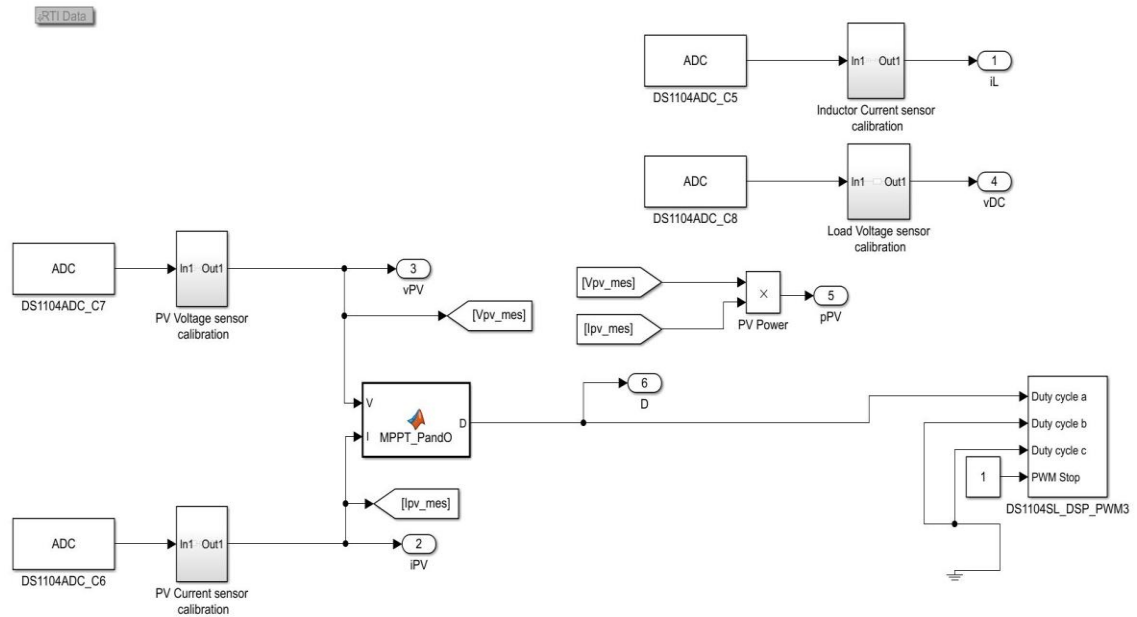 RTI Data
ADC
DS1104ADC_C5
In1 Out1
Inductor Current sensor
calibration
1
iL
ADC
DS1104ADC_C8
In1 Out1
Load Voltage sensor
calibration
4
vDC
ADC
DS1104ADC_C7
In1 Out1
PV Voltage sensor
calibration
3
vPV
[Vpv_mes]
[Vpv_mes]
[Ipv_mes]
×
PV Power
5
pPV
V
I
D
MPPT_PandO
6
D
Duty cycle a
Duty cycle b
Duty cycle c
PWM Stop
1
DS1104SL_DSP_PWM3
[Ipv_mes]
ADC
DS1104ADC_C6
In1 Out1
PV Current sensor
calibration
2
iPV